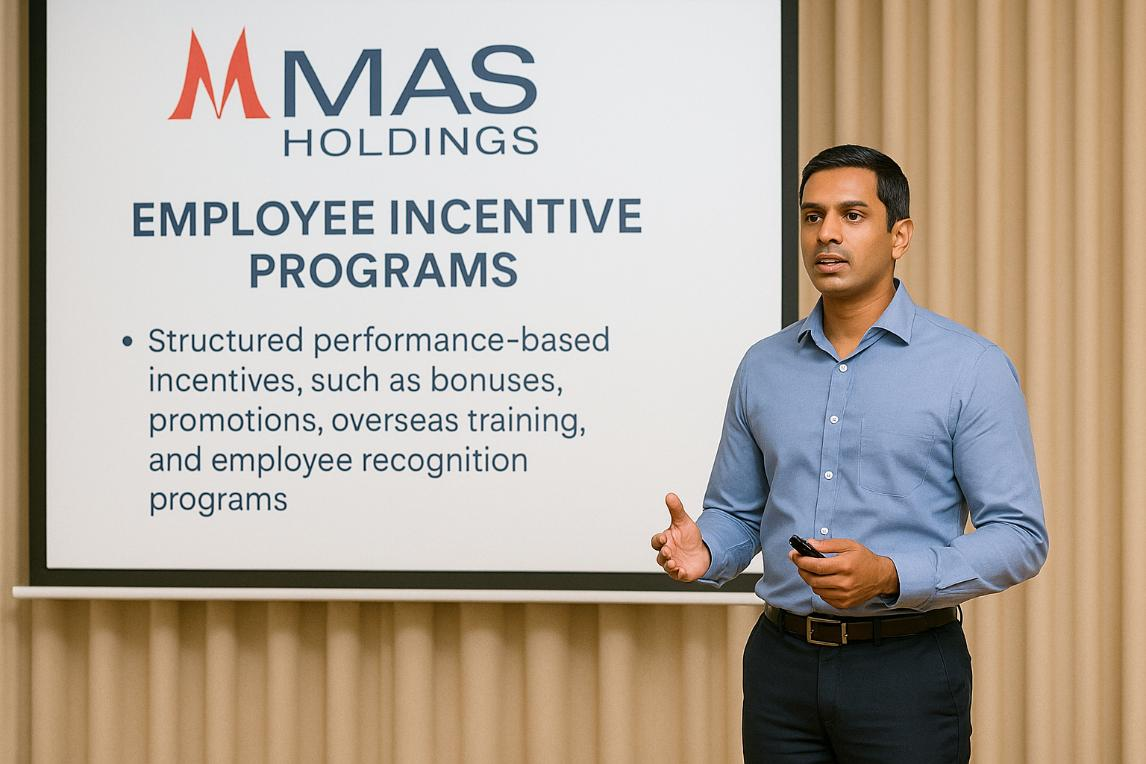 MAS
HOLDINGS
EMPLOYEE INCENTIVE
PROGRAMS
• Structured performance-based
incentives, such as bonuses,
promotions, overseas training,
and employee recognition
programs